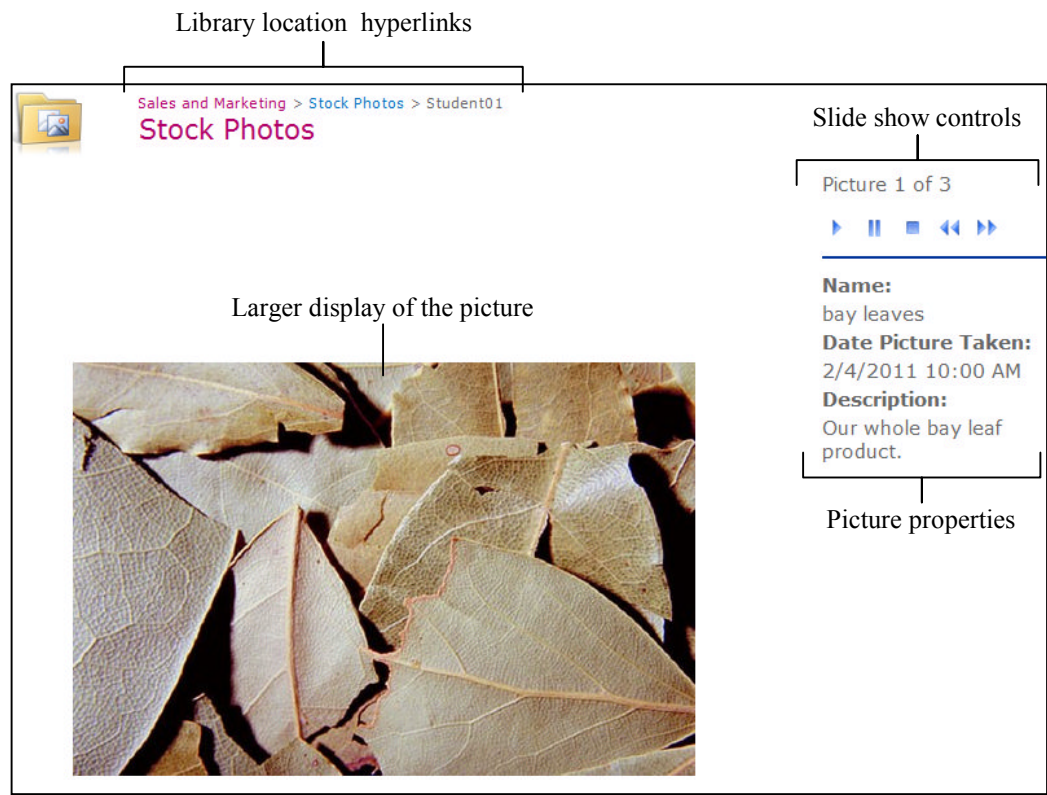 Library location hyperlinks
Sales and Marketing > Stock Photos > Student01
Stock Photos
Slide show controls
Picture 1 of 3
Larger display of the picture
Name:
bay leaves
Date Picture Taken:
2/4/2011 10:00 AM
Description:
Our whole bay leaf
product.
Picture properties